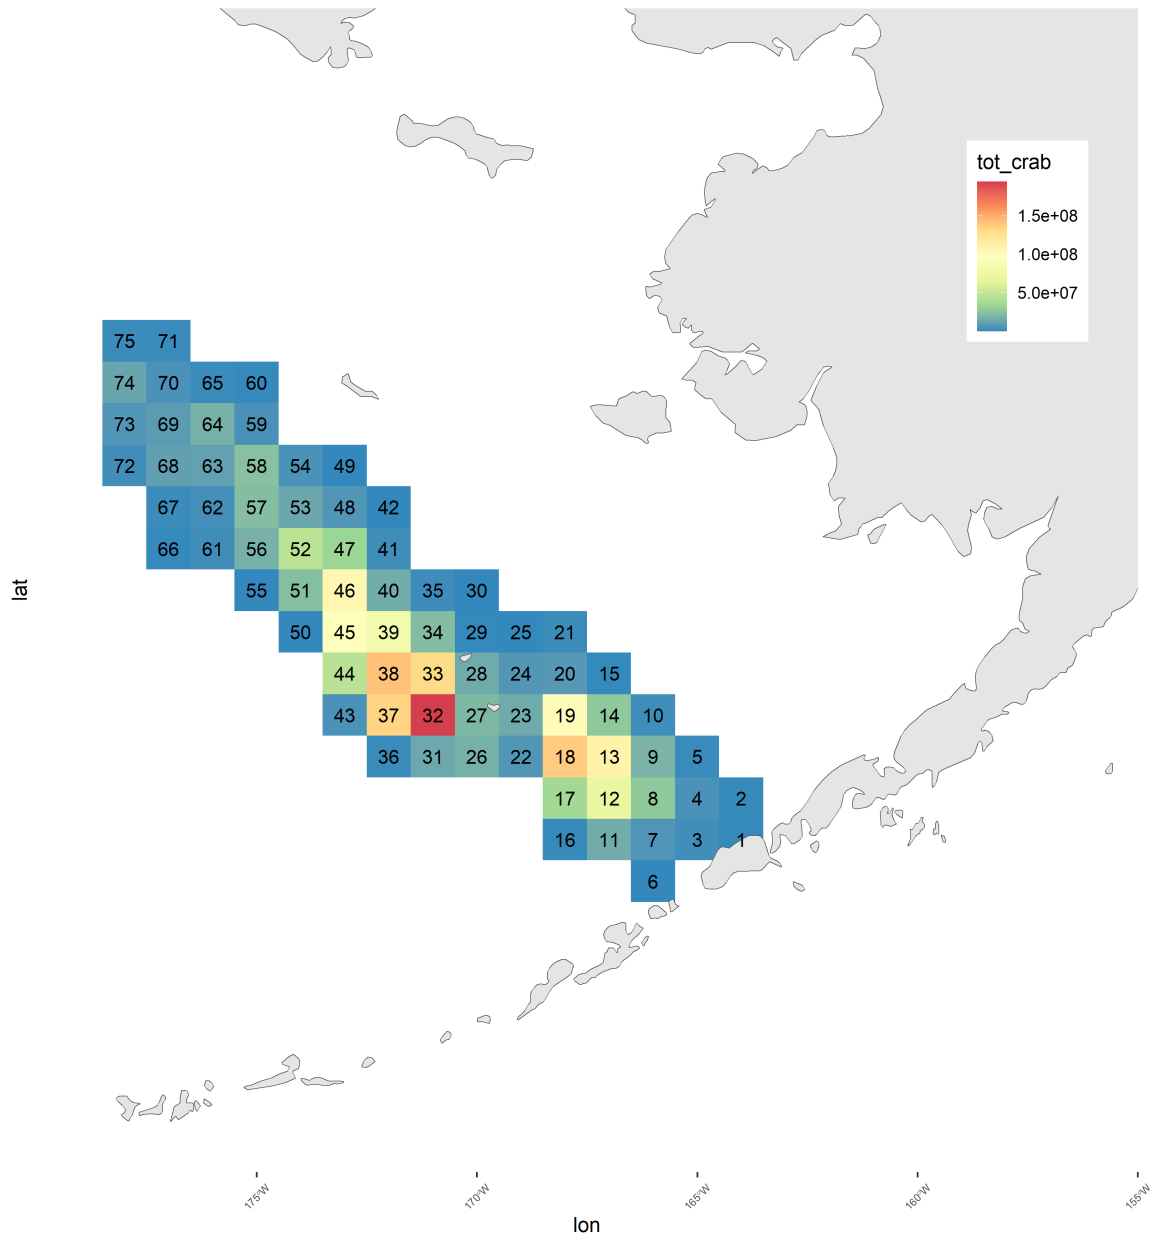 tot_crab
1.5e+08
1.0e+08
5.0e+07
75 71
74 70 65 60
73 69 64 59
72 68 63 58 54 49
67 62 57 53 48 42
66 61 56 52 47 41
55 51 46 40 35 30
lat
50 45 39 34 29 25 21
44 38 33 28 24 20 15
43 37 32 27 23 19 14 10
36 31 26 22 18 13 9 5
17 12 8 4 2
16 11 7 3 1
6
175°W 170°W 165°W 160°W 155°W
lon